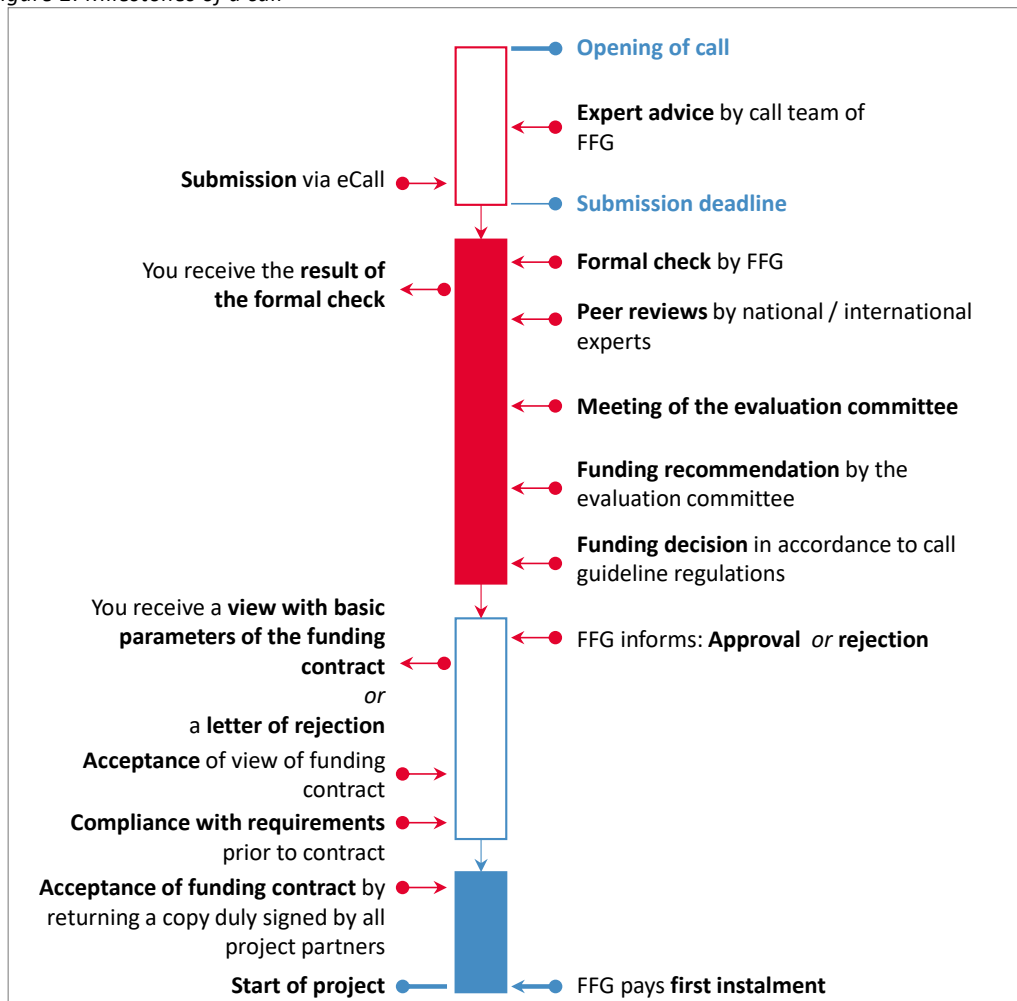 Opening of call
Expert advice by call team of
FFG
Submission via eCall
Submission deadline
Formal check by FFG
You receive the result of
the formal check
Peer reviews by national / international
experts
Meeting of the evaluation committee
Funding recommendation by the
evaluation committee
Funding decision in accordance to call
guideline regulations
You receive a view with basic
parameters of the funding
contract
or
a letter of rejection
FFG informs: Approval or rejection
Acceptance of view of funding
contract
Compliance with requirements
prior to contract
Acceptance of funding contract by
returning a copy duly signed by all
project partners
Start of project
FFG pays first instalment